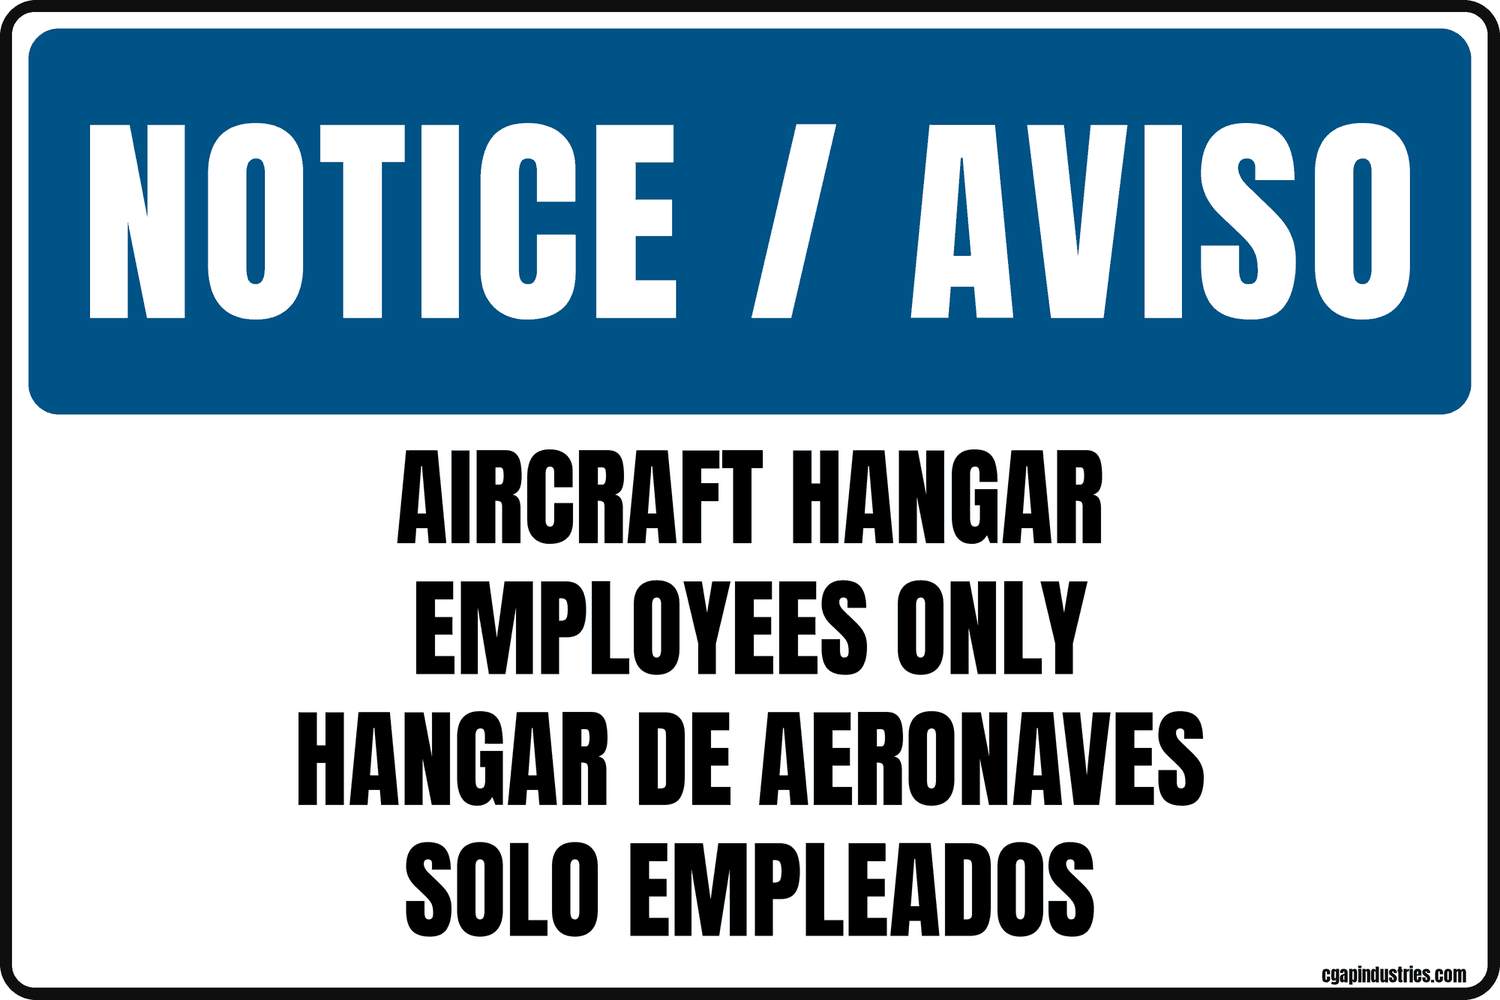 NOTICE / AVISO
AIRCRAFT HANGAR
EMPLOYEES ONLY
HANGAR DE AERONAVES
SOLO EMPLEADOS
cgapindustries.com